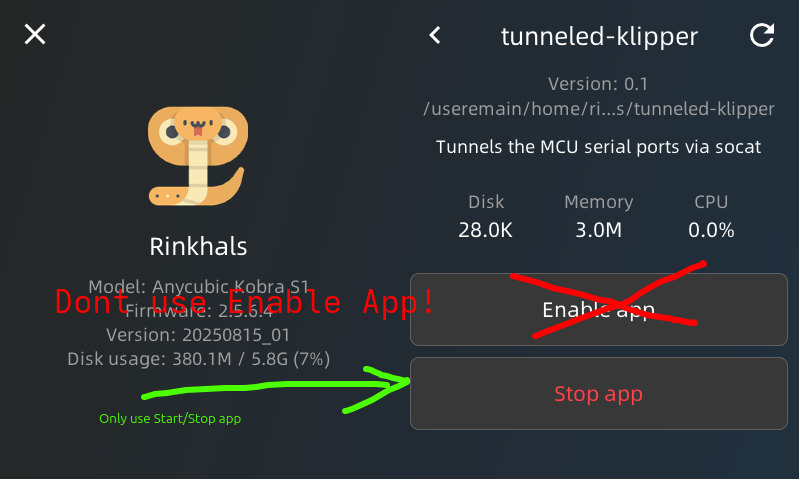 Rinkhals
Model: Anycubic Kobra S1
Dont use Enable App!
Firmware: 2.5.6.4
Version: 20250815_01
Disk usage: 380.1M / 5.8G (7%)
Only use Start/Stop app
tunneled-klipper
Version: 0.1
/useremain/home/ri...s/tunneled-klipper
Tunnels the MCU serial ports via socat
Disk Memory CPU
28.0K 3.0M 0.0%
Enable app
Stop app